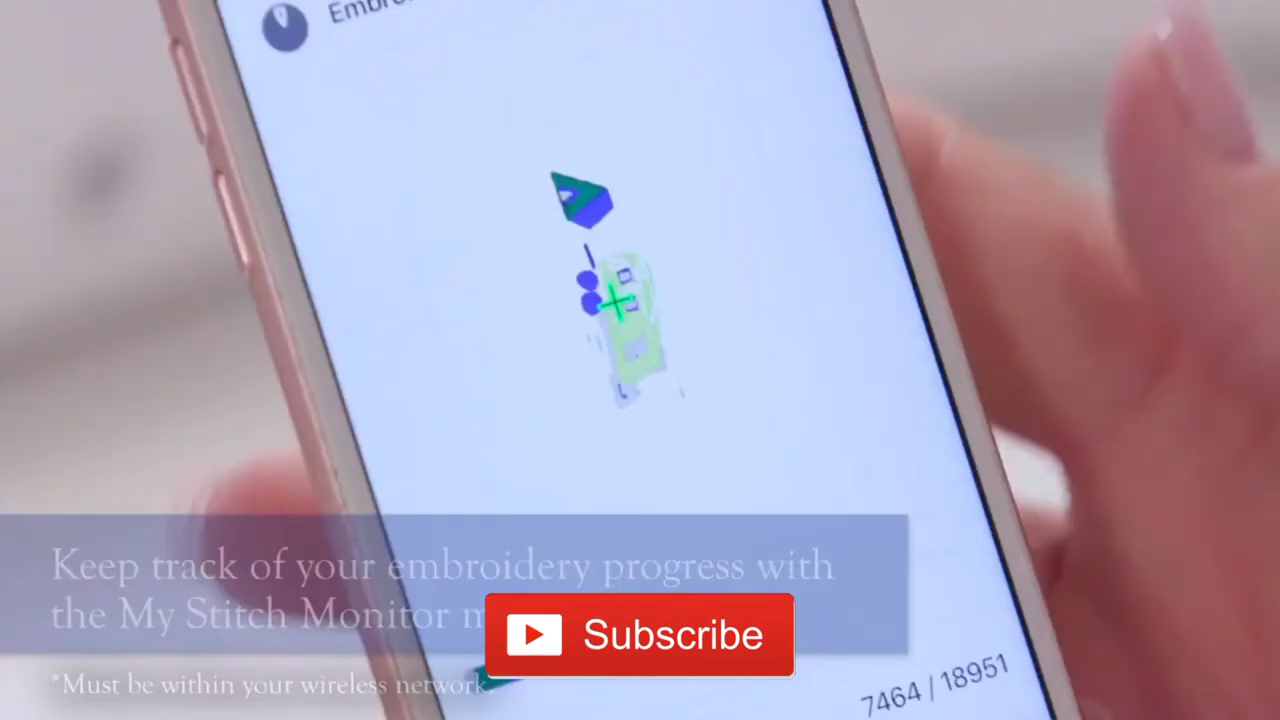 Keep track of your embroidery progress with
the My Stitch Monitor
Subscribe
*Must be within your wireless network.
7464 / 18951